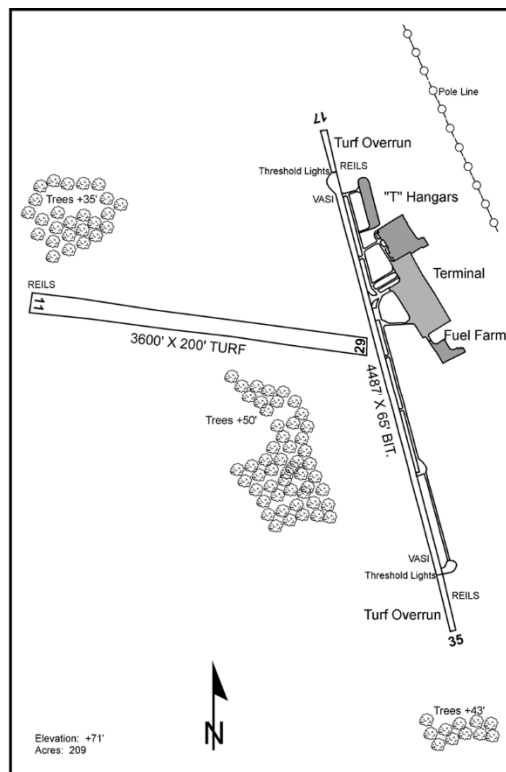 Pole Line
17
Turf Overrun
Threshold Lights
REILS
VASI
"T" Hangars
Trees +35'
Terminal
REILS
11
29
3600' X 200' TURF
Fuel Farm
4487' X 65' BIT.
Trees +50'
VASI
Threshold Lights
REILS
Turf Overrun
35
N
Trees +43'
Elevation: +71'
Acres: 209